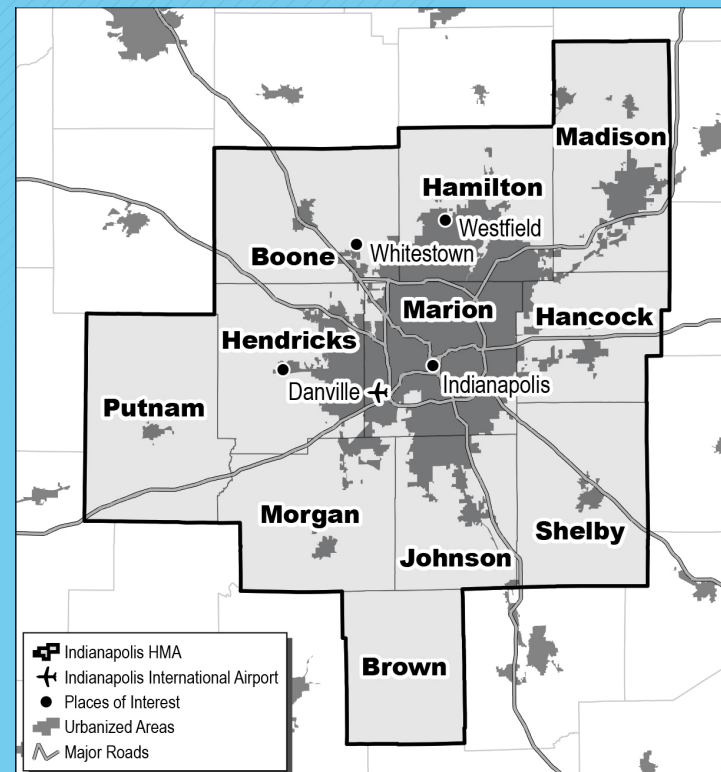 Madison
Hamilton
Westfield
Boone
Whitestown
Marion
Hancock
Hendricks
Danville
Indianapolis
Putnam
Morgan
Shelby
Johnson
Brown
Indianapolis HMA
Indianapolis International Airport
Places of Interest
Urbanized Areas
Major Roads